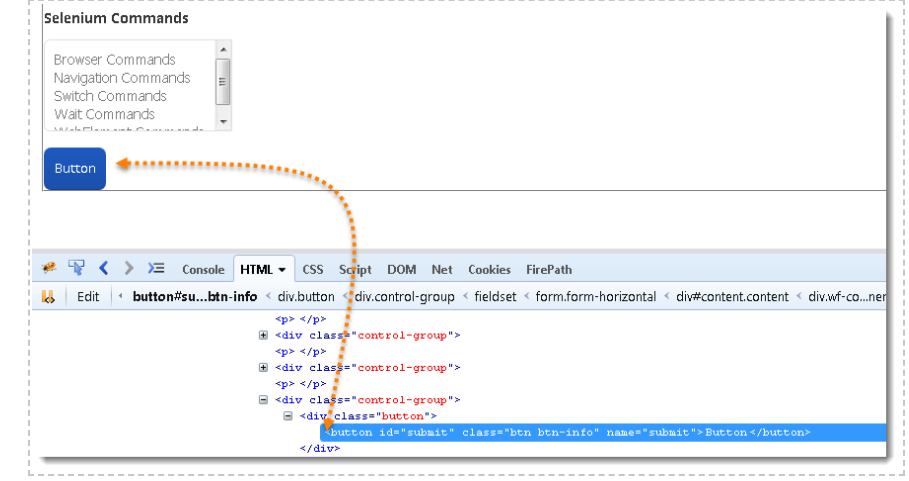 Selenium Commands
Browser Commands
Navigation Commands
Switch Commands
Wait Commands
WebElement Commands
Button
Console HTML CSS Script DOM Net Cookies FirePath
Edit button#su...btn-info < div.button < div.control-group < fieldset < form.form-horizontal < div#content.content < div.wf-co...ner
<p> </p>
<div class="control-group">
<p> </p>
<div class="control-group">
<p> </p>
<div class="control-group">
<div class="button">
<button id="submit" class="btn btn-info" name="submit">Button</button>
</div>